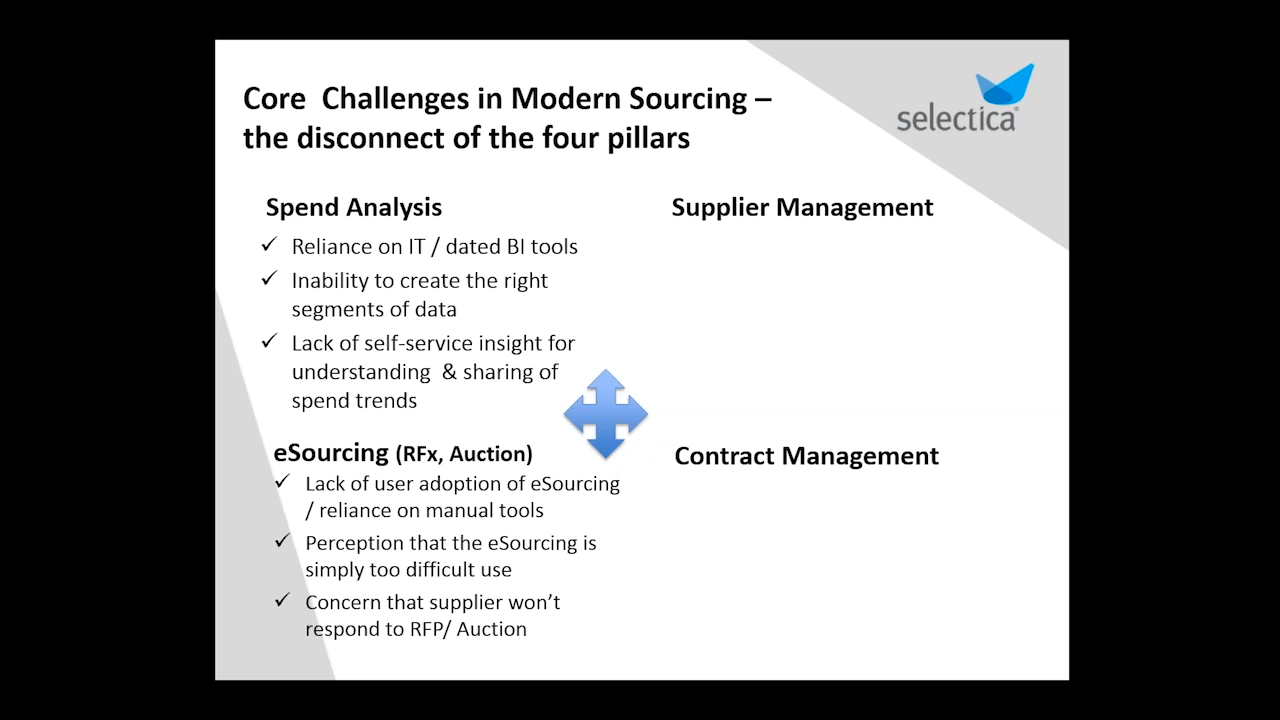 Core  Challenges in Modern Sourcing –
the disconnect of the four pillars
selectica
Spend Analysis
✓ Reliance on IT / dated BI tools
✓ Inability to create the right
segments of data
✓ Lack of self-service insight for
understanding  & sharing of
spend trends
Supplier Management
eSourcing (RFx, Auction)
✓ Lack of user adoption of eSourcing
/ reliance on manual tools
✓ Perception that the eSourcing is
simply too difficult use
✓ Concern that supplier won’t
respond to RFP/ Auction
Contract Management